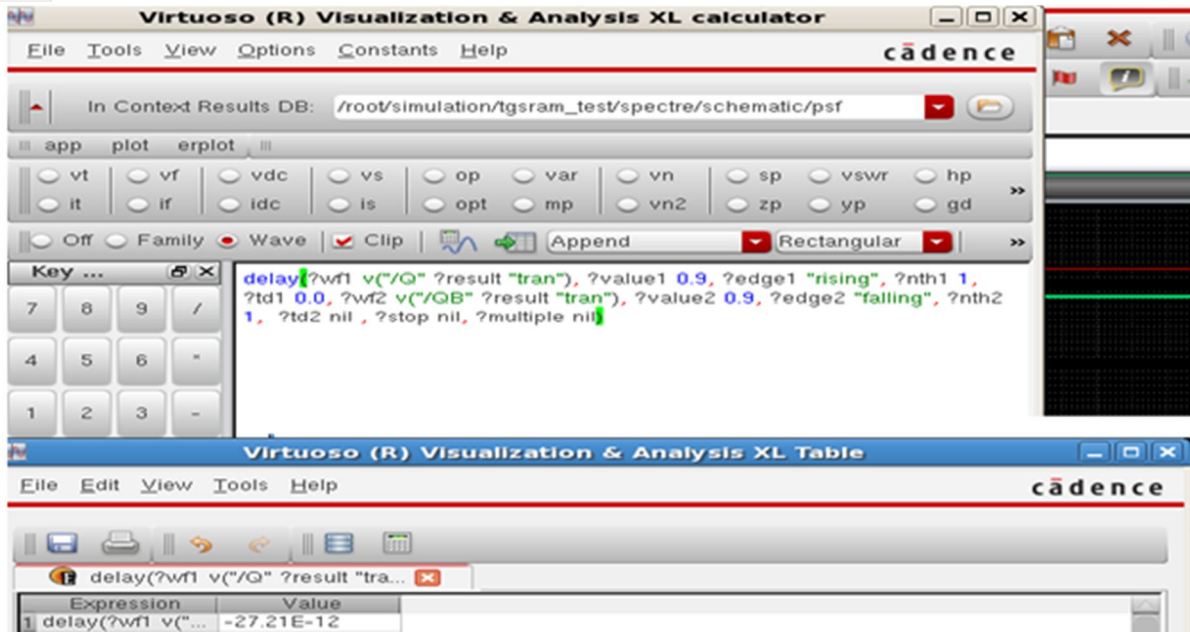 Virtuoso (R) Visualization & Analysis XL calculator
File Tools View Options Constants Help
cādence
In Context Results DB: /root/simulation/tgsram_test/spectre/schematic/psf
app plot erplot
vt vf vdc vs op var vn sp vswr hp »
it if idc is opt mp vn2 zp yp gd
Off Family Wave Clip Append Rectangular »
Key ...
delay(?wf1 v("/Q" ?result "tran"), ?value1 0.9, ?edge1 "rising", ?nth1 1,
?td1 0.0, ?wf2 v("/QB" ?result "tran"), ?value2 0.9, ?edge2 "falling", ?nth2
1, ?td2 nil , ?stop nil, ?multiple nil)
7 8 9 /
4 5 6 *
1 2 3 -
Virtuoso (R) Visualization & Analysis XL Table
File Edit View Tools Help
cādence
delay(?wf1 v("/Q" ?result "tra...
Expression Value
1 delay(?wf1 v("... -27.21E-12